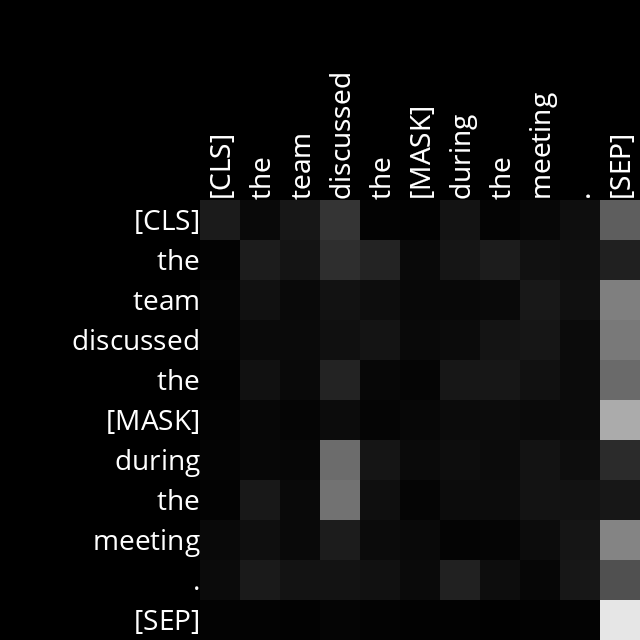 [CLS]
the
team
discussed
the
[MASK]
during
the
meeting
.
[SEP]
[CLS]
the
team
discussed
the
[MASK]
during
the
meeting
.
[SEP]